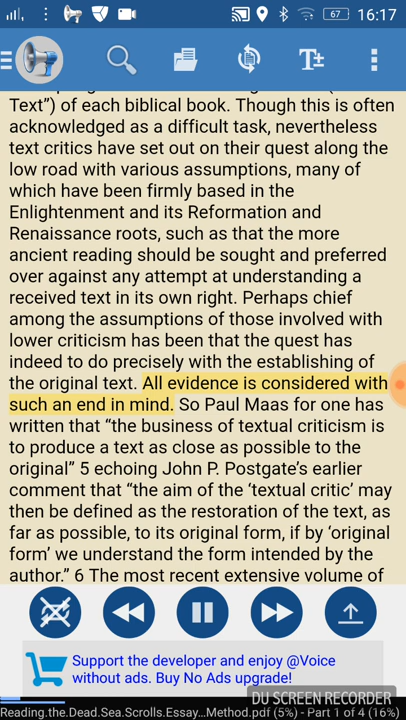 67 16:17
T±
Text”) of each biblical book. Though this is often
acknowledged as a difficult task, nevertheless
text critics have set out on their quest along the
low road with various assumptions, many of
which have been firmly based in the
Enlightenment and its Reformation and
Renaissance roots, such as that the more
ancient reading should be sought and preferred
over against any attempt at understanding a
received text in its own right. Perhaps chief
among the assumptions of those involved with
lower criticism has been that the quest has
indeed to do precisely with the establishing of
the original text. All evidence is considered with
such an end in mind. So Paul Maas for one has
written that “the business of textual criticism is
to produce a text as close as possible to the
original” 5 echoing John P. Postgate’s earlier
comment that “the aim of the ‘textual critic’ may
then be defined as the restoration of the text, as
far as possible, to its original form, if by ‘original
form’ we understand the form intended by the
author.” 6 The most recent extensive volume of
Support the developer and enjoy @Voice
without ads. Buy No Ads upgrade!
DU SCREEN RECORDER
Reading.the.Dead.Sea.Scrolls.Essay...Method.pdf (5%) - Part 1 of 4 (16%)